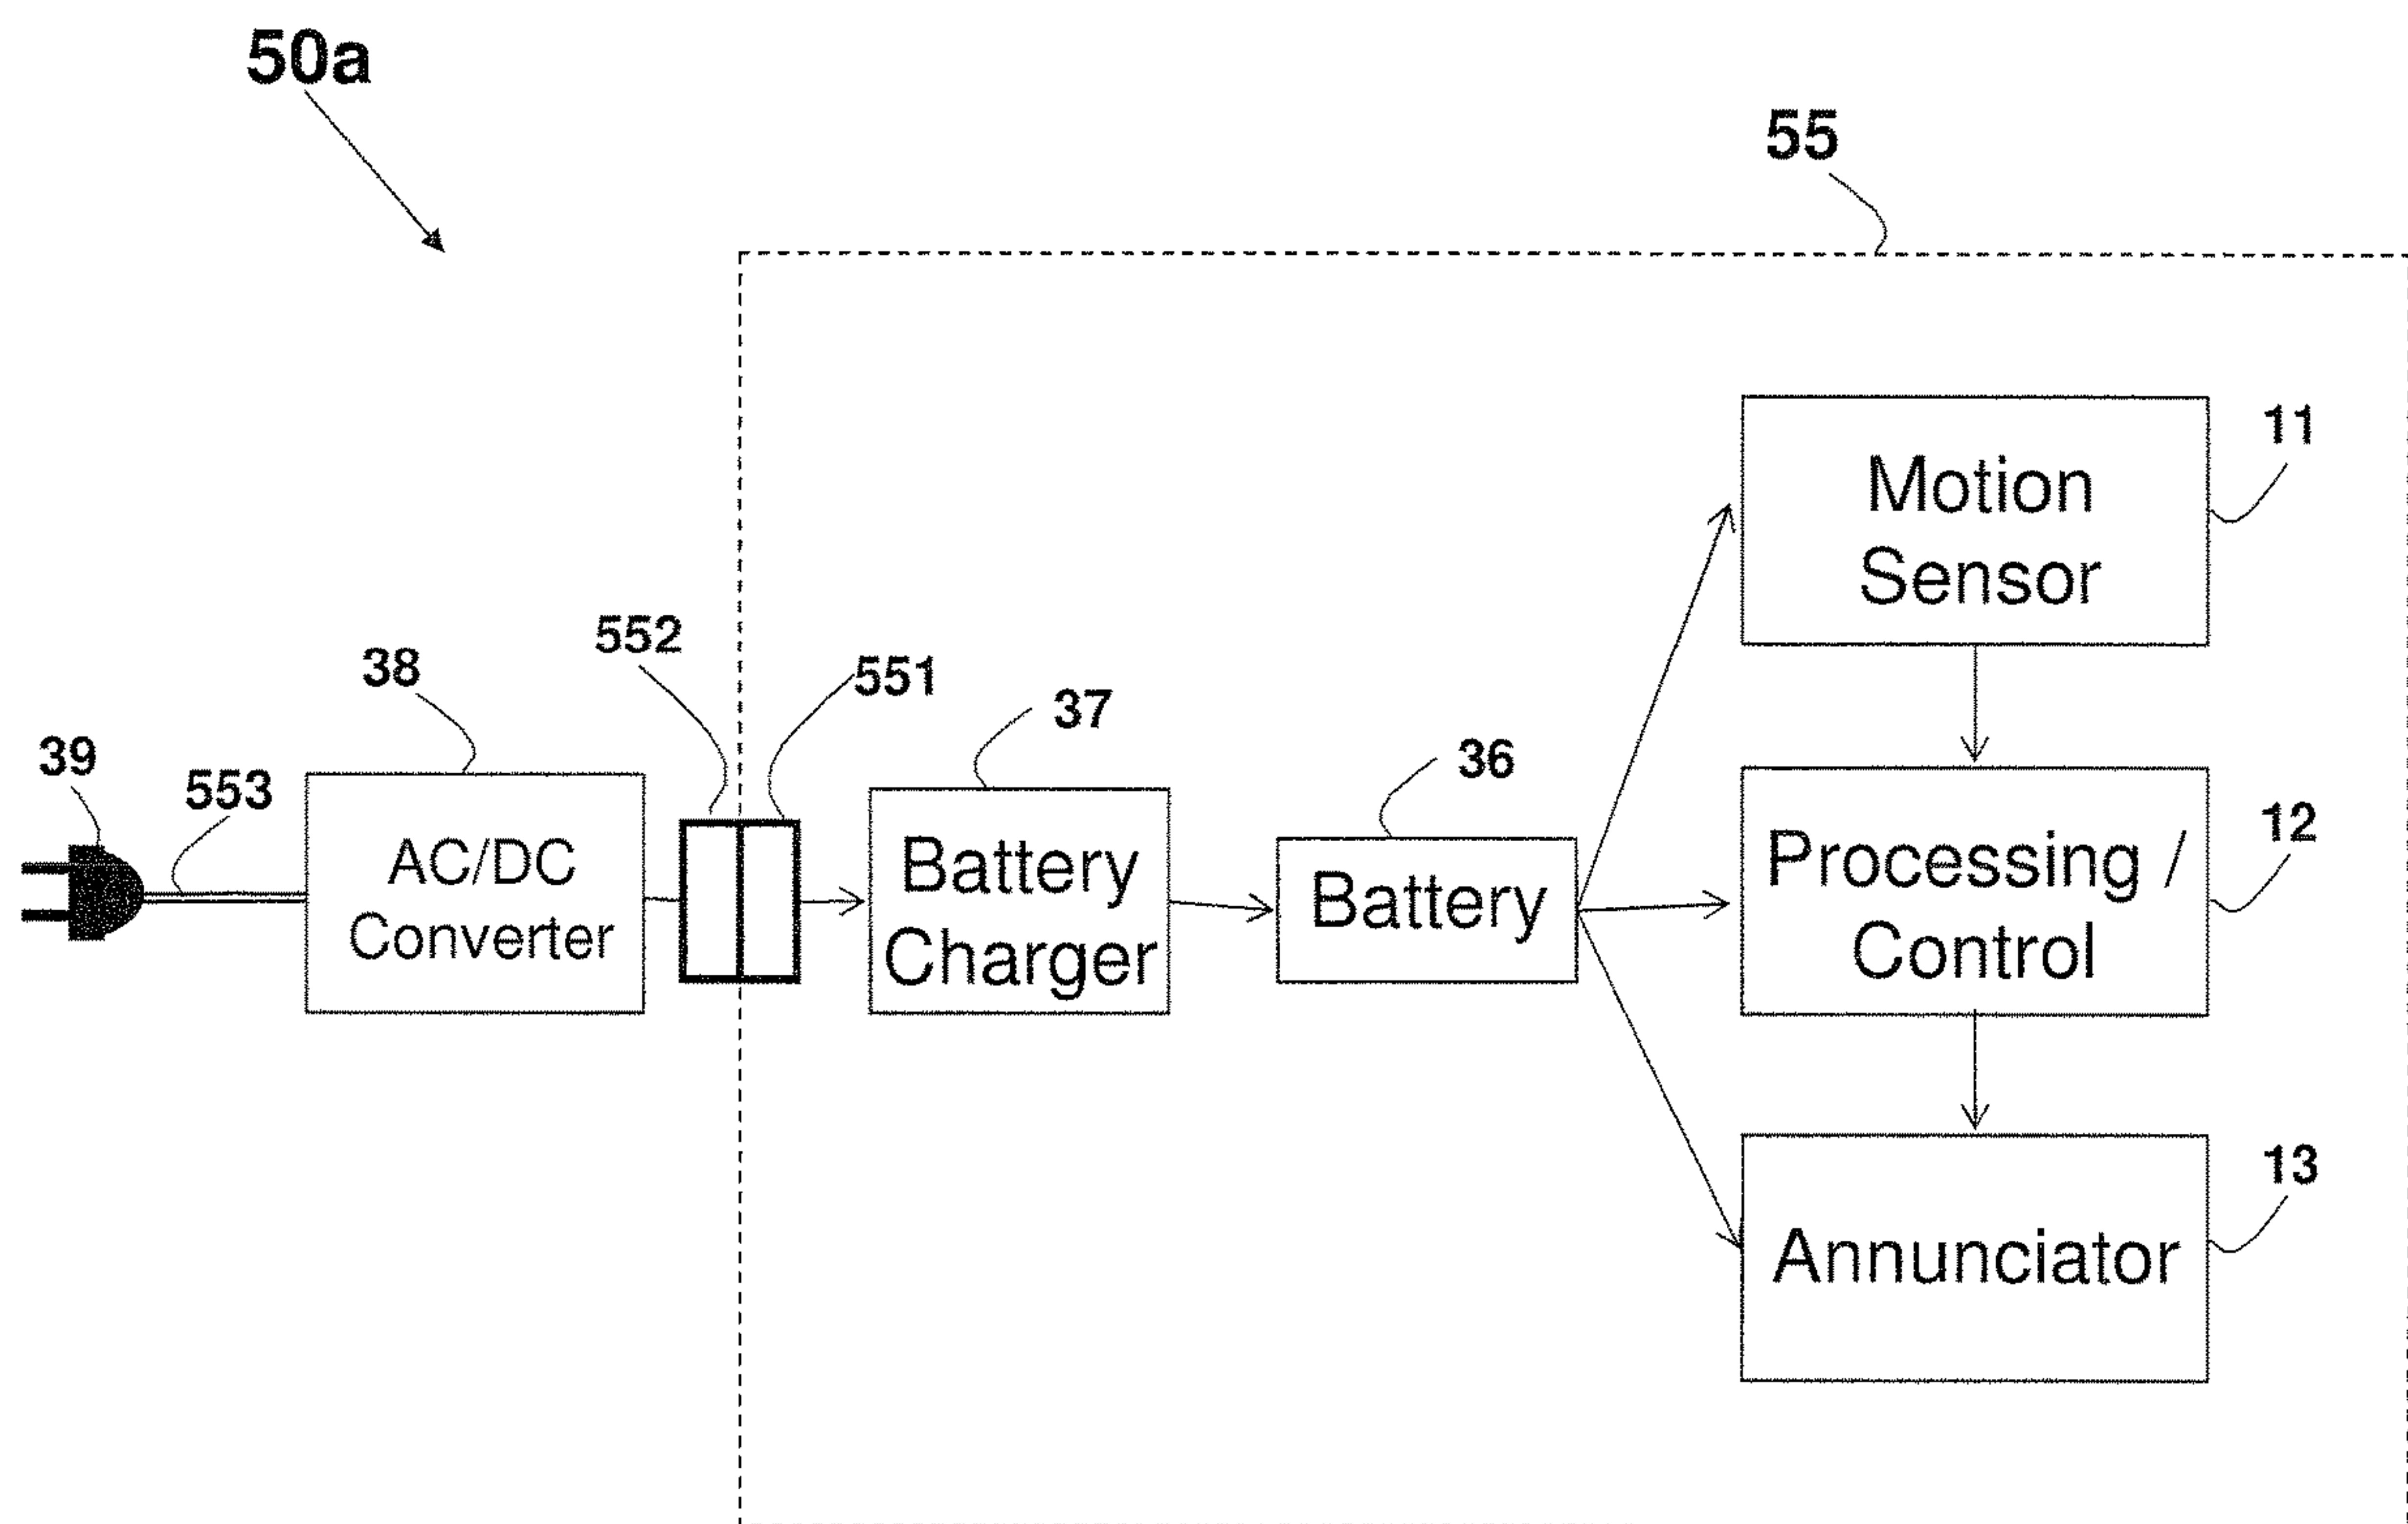 50a
55
11
Motion
Sensor
552
38
551
37
39
553
36
12
AC/DC
Converter
Battery
Charger
Battery
Processing /
Control
13
Annunciator